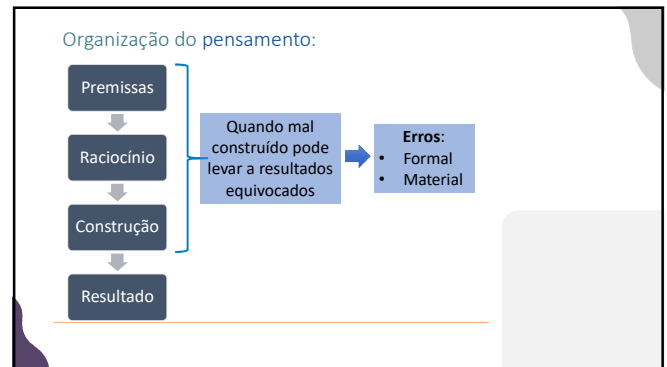 Organização do pensamento:
Premissas
Raciocínio
Construção
Resultado
Quando mal
construído pode
levar a resultados
equivocados
Erros:
• Formal
• Material